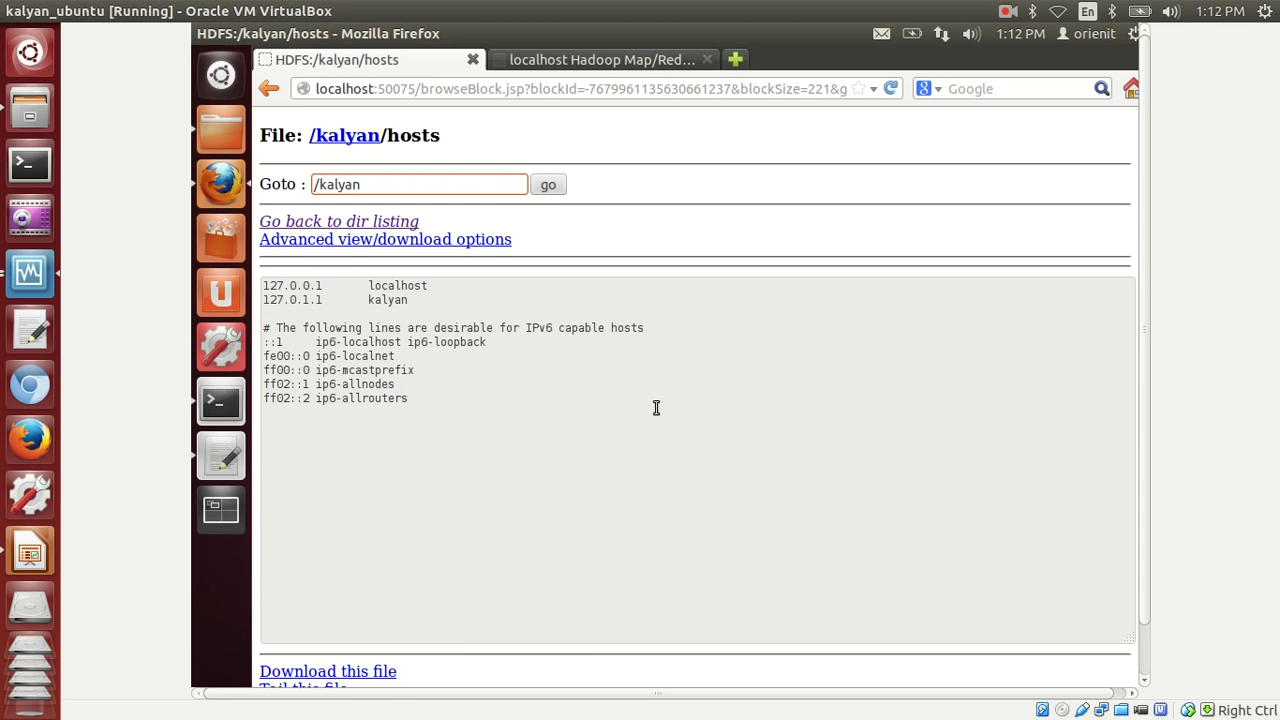 kalyan_ubuntu [Running] - Oracle VM VirtualBox
En
1:12 PM
HDFS:/kalyan/hosts - Mozilla Firefox
1:12 PM
orienit
HDFS:/kalyan/hosts
localhost Hadoop Map/Red...
localhost:50075/browseBlock.jsp?blockId=-7679961135630661237&blockSize=221&g
Google
File: /kalyan/hosts
Goto : /kalyan go
Go back to dir listing
Advanced view/download options
127.0.0.1 localhost
127.0.1.1 kalyan
# The following lines are desirable for IPv6 capable hosts
::1 ip6-localhost ip6-loopback
fe00::0 ip6-localnet
ff00::0 ip6-mcastprefix
ff02::1 ip6-allnodes
ff02::2 ip6-allrouters
Download this file
Tail this file
Right Ctrl